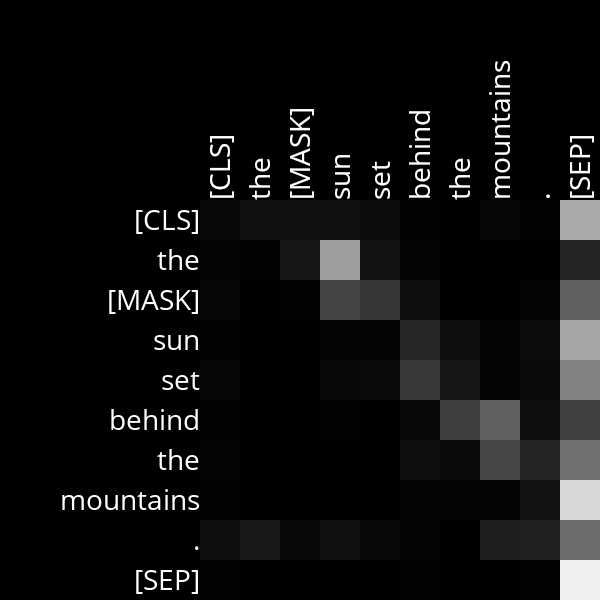 [CLS]
the
[MASK]
sun
set
behind
the
mountains
.
[SEP]
[CLS]
the
[MASK]
sun
set
behind
the
mountains
.
[SEP]